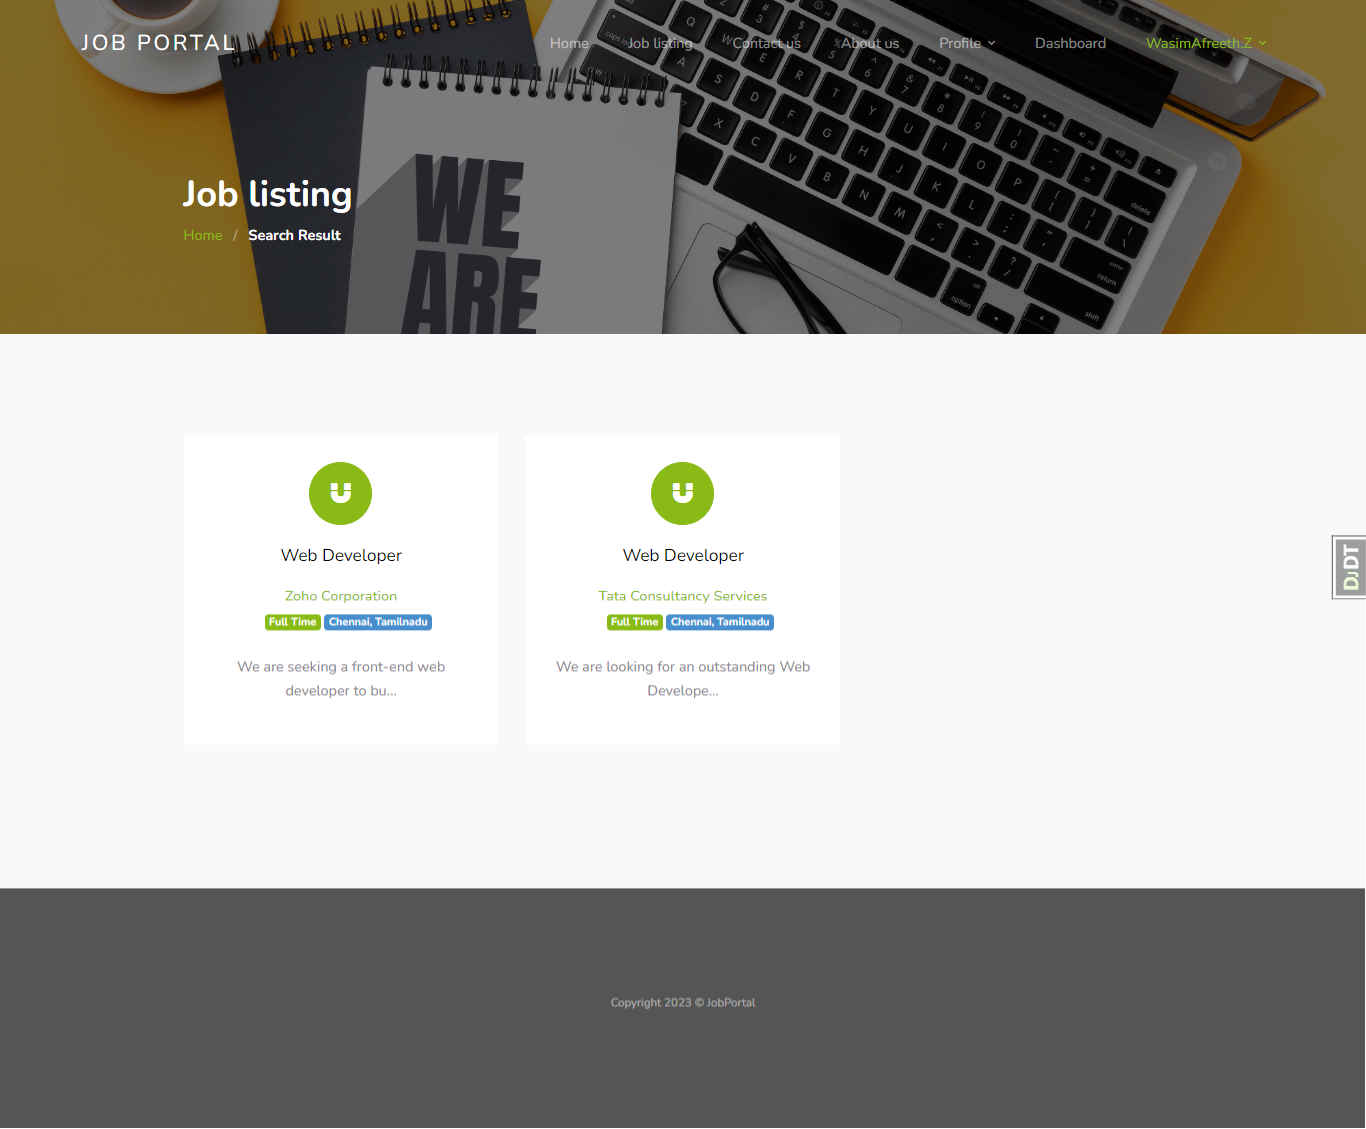 JOB PORTAL
Home Job listing Contact us About us Profile Dashboard WasimAfreeth.Z
Job listing
Home / Search Result
WE
ARE
Web Developer
Zoho Corporation
Full Time Chennai, Tamilnadu
We are seeking a front-end web
developer to bu...
Web Developer
Tata Consultancy Services
Full Time Chennai, Tamilnadu
We are looking for an outstanding Web
Develope...
DJDT
Copyright 2023 © JobPortal